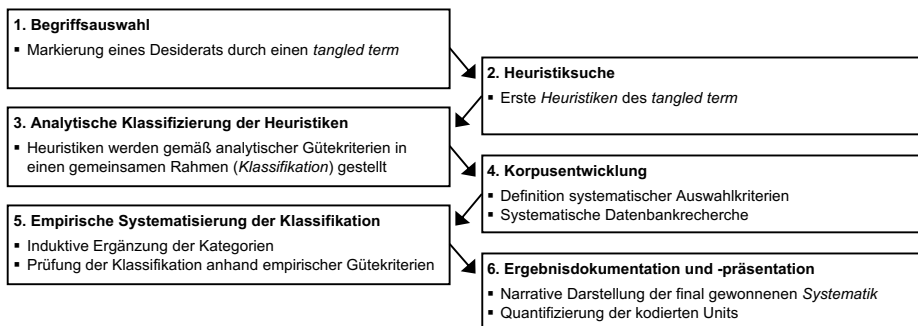 1. Begriffsauswahl
▪ Markierung eines Desiderats durch einen tangled term
2. Heuristiksuche
▪ Erste Heuristiken des tangled term
3. Analytische Klassifizierung der Heuristiken
▪ Heuristiken werden gemäß analytischer Gütekriterien in
einen gemeinsamen Rahmen (Klassifikation) gestellt
4. Korpusentwicklung
▪ Definition systematischer Auswahlkriterien
▪ Systematische Datenbankrecherche
5. Empirische Systematisierung der Klassifikation
▪ Induktive Ergänzung der Kategorien
▪ Prüfung der Klassifikation anhand empirischer Gütekriterien
6. Ergebnisdokumentation und -präsentation
▪ Narrative Darstellung der final gewonnenen Systematik
▪ Quantifizierung der kodierten Units